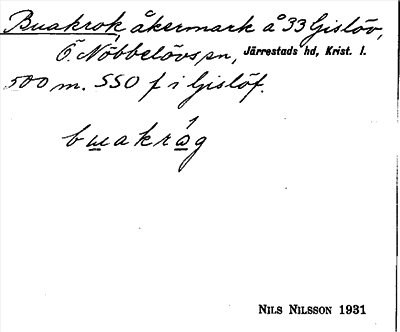 Buakrok, åkermark å 33 Gislöv,
Ö. Nöbbelövs sn, Järrestads hd, Krist. l.
500 m. SSO f i Gislöf.
buakråg
NILS NILSSON 1931